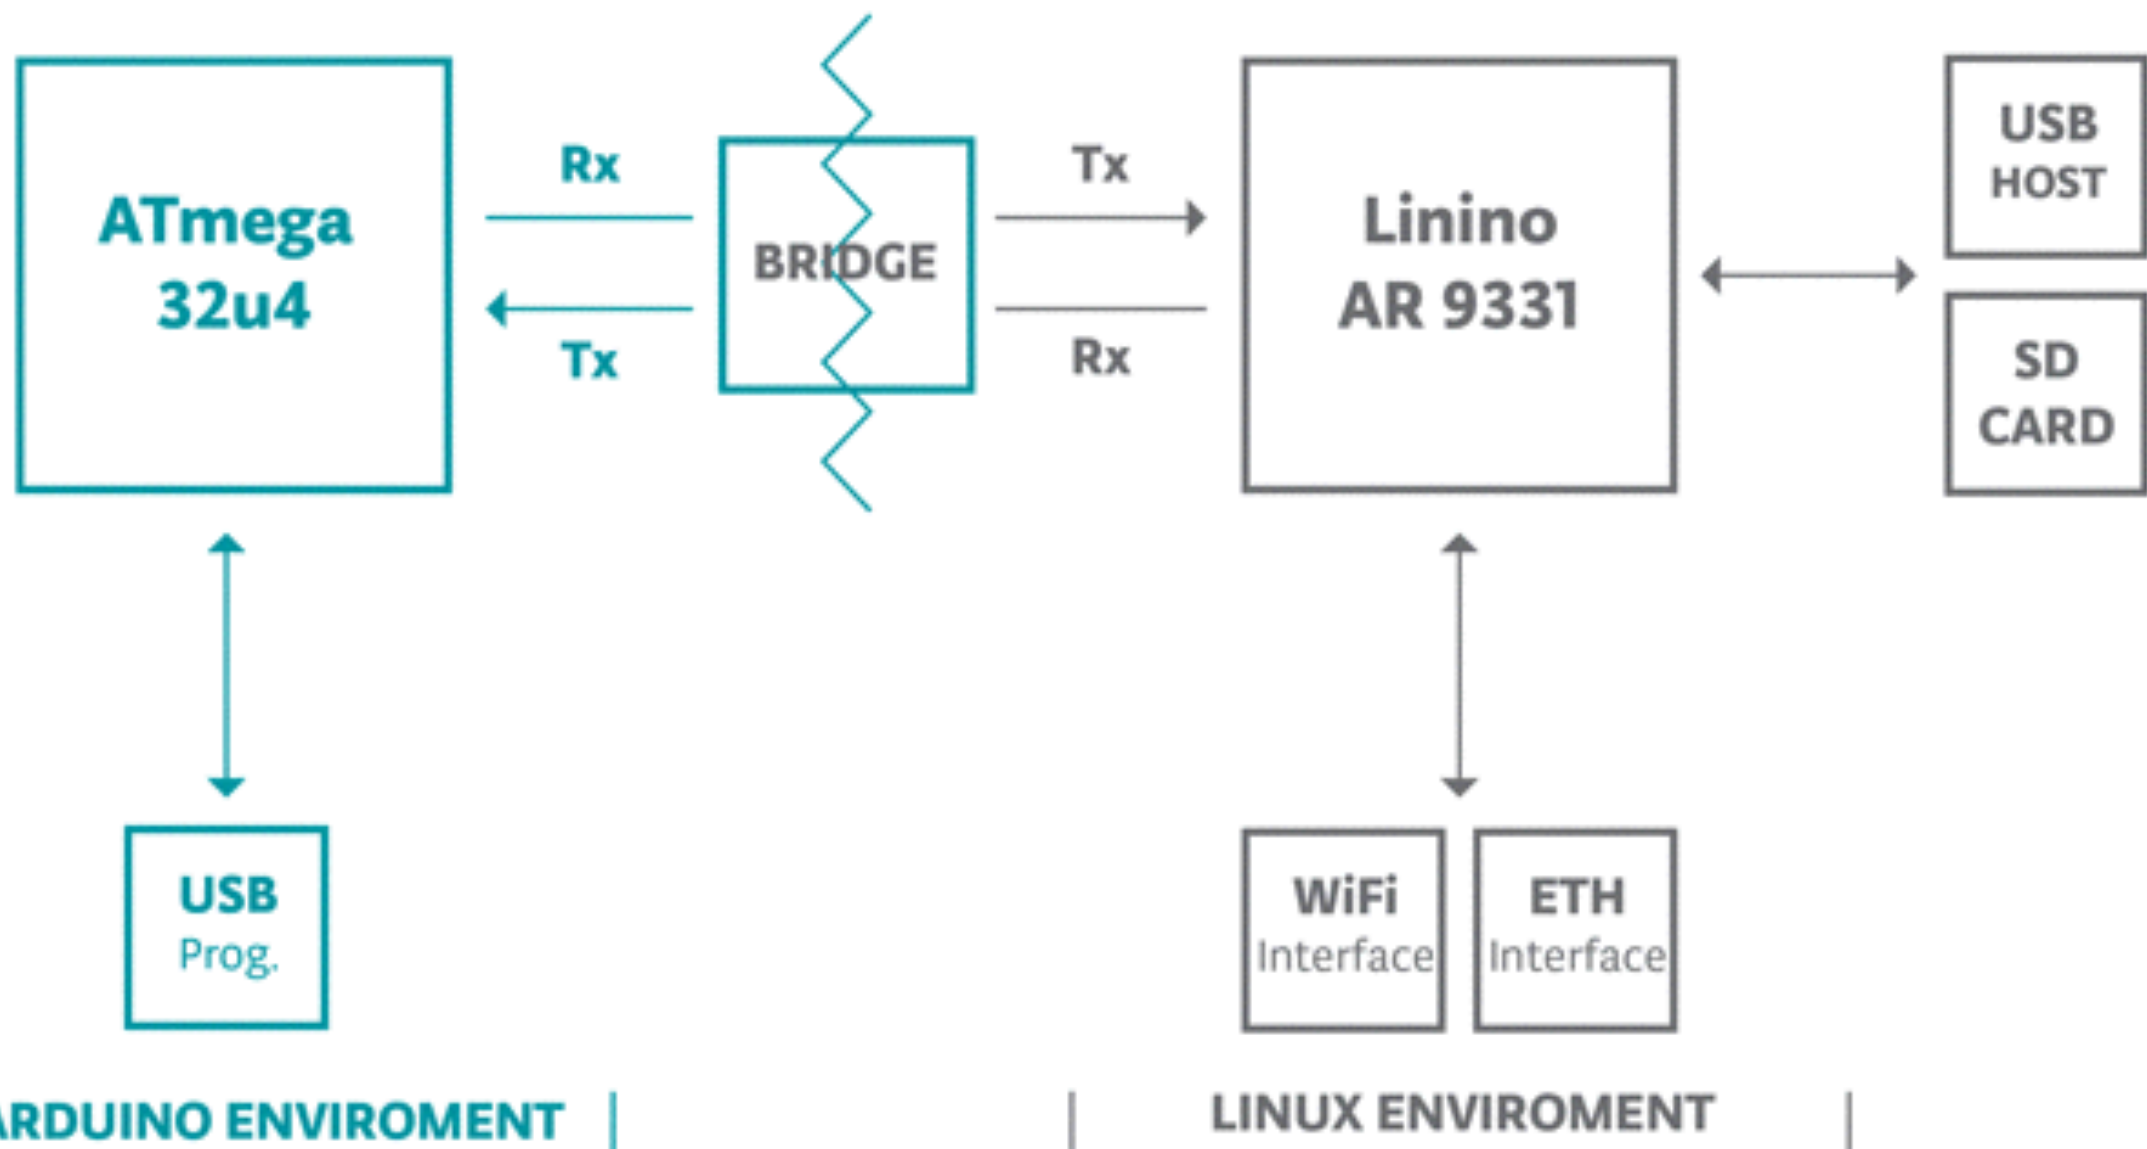 ATmega
32u4
Rx
Tx
BRIDGE
Tx
Rx
Linino
AR 9331
USB
HOST
SD
CARD
USB
Prog.
WiFi
Interface
ETH
Interface
ARDUINO ENVIROMENT
LINUX ENVIROMENT